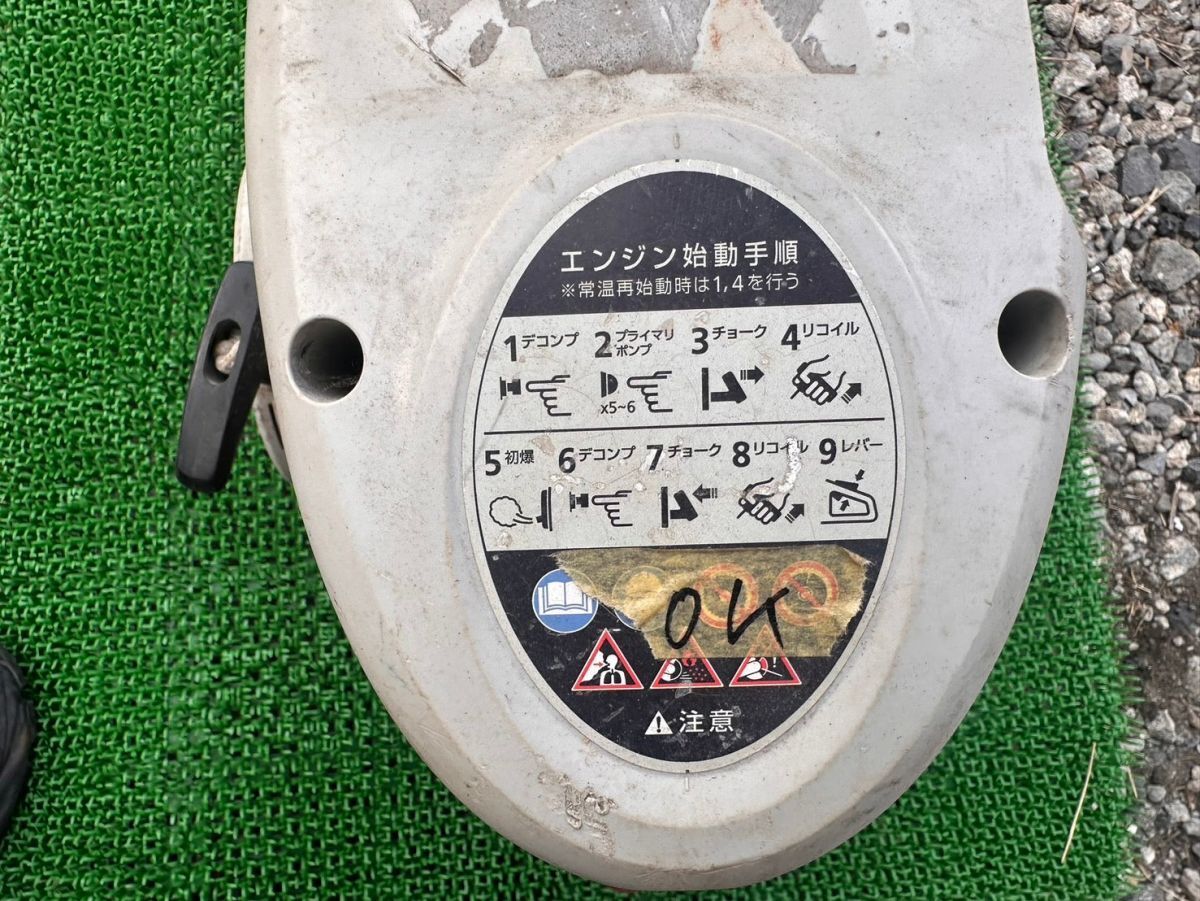 エンジン始動手順
※常温再始動時は1,4を行う
1デコンプ 2プライマリポンプ 3チョーク 4リコイル
x5~6
5初爆 6デコンプ 7チョーク 8リコイル 9レバー
OK
注意